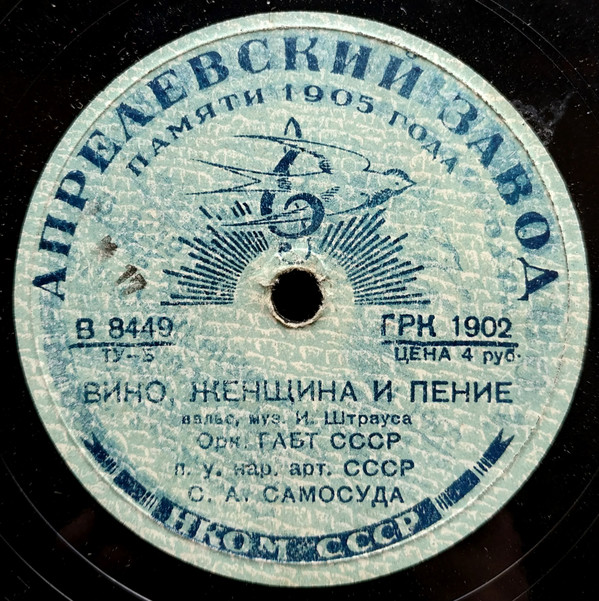 АПРЕЛЕВСКИЙ ЗАВОД
ПАМЯТИ 1905 ГОДА
В 8449
ГРК 1902
ТУ-Б
ЦЕНА 4 руб.
ВИНО, ЖЕНЩИНА И ПЕНИЕ
вальс, муз. И. Штрауса
Орк. ГАБТ СССР
п. у. нар. арт. СССР
С. А. САМОСУДА
НКОМ СССР